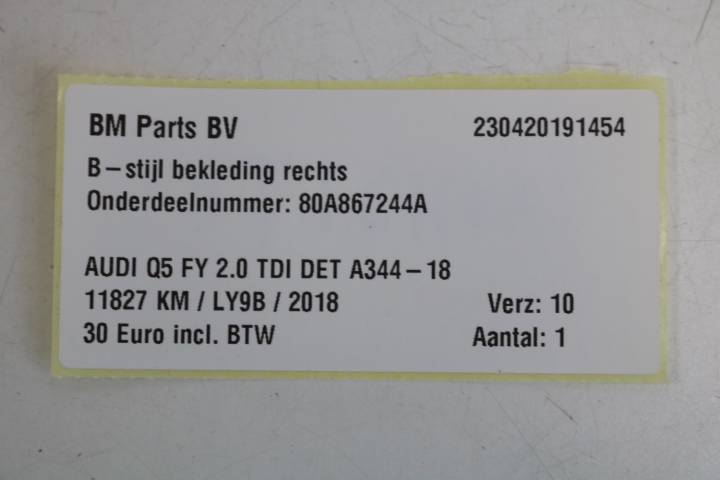 BM Parts BV 230420191454
B-stijl bekleding rechts
Onderdeelnummer: 80A867244A
AUDI Q5 FY 2.0 TDI DET A344-18
11827 KM / LY9B / 2018 Verz: 10
30 Euro incl. BTW Aantal: 1